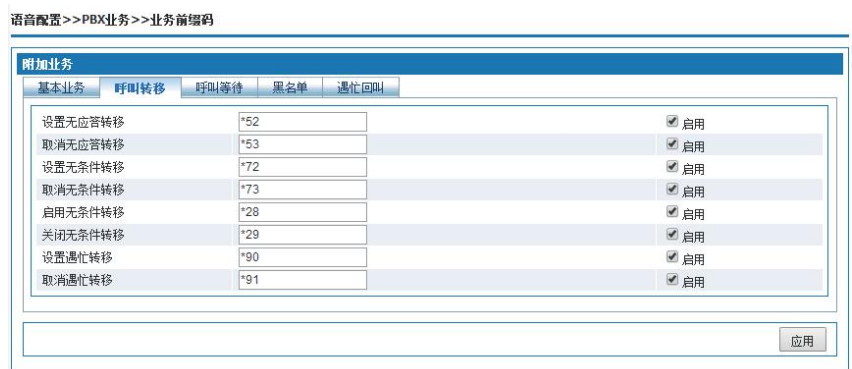 语音配置>>PBX业务>>业务前缀码
附加业务
基本业务 呼叫转移 呼叫等待 黑名单 遇忙回叫
设置无应答转移 *52 启用
取消无应答转移 *53 启用
设置无条件转移 *72 启用
取消无条件转移 *73 启用
启用无条件转移 *28 启用
关闭无条件转移 *29 启用
设置遇忙转移 *90 启用
取消遇忙转移 *91 启用
应用